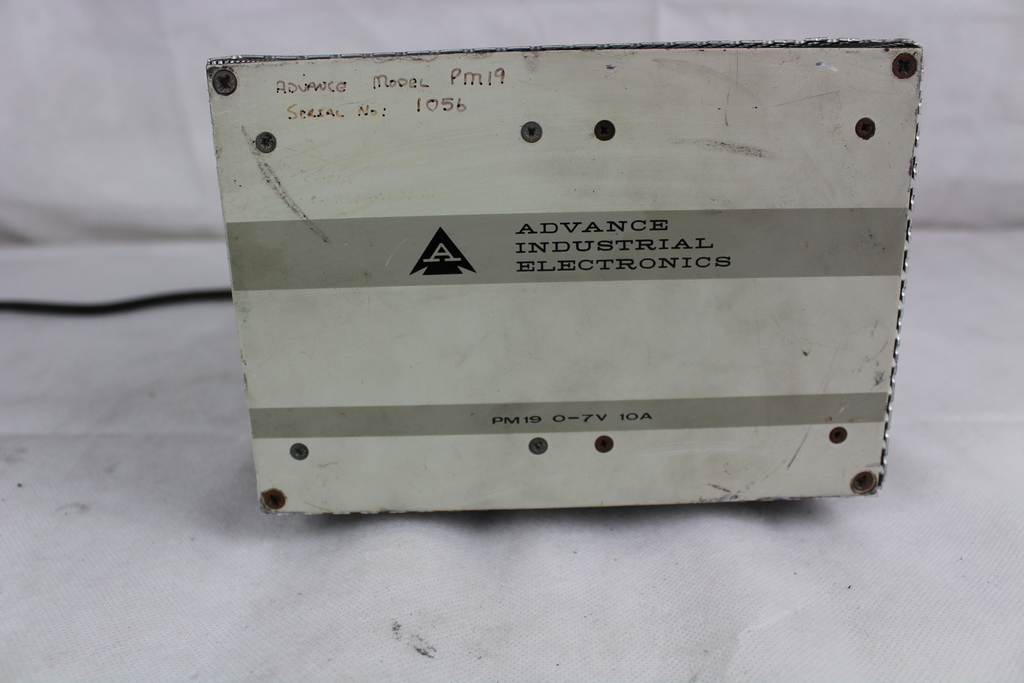 ADVANCE MODEL PM19
SERIAL NO: 1056
A
ADVANCE
INDUSTRIAL
ELECTRONICS
PM19 0-7V 10A